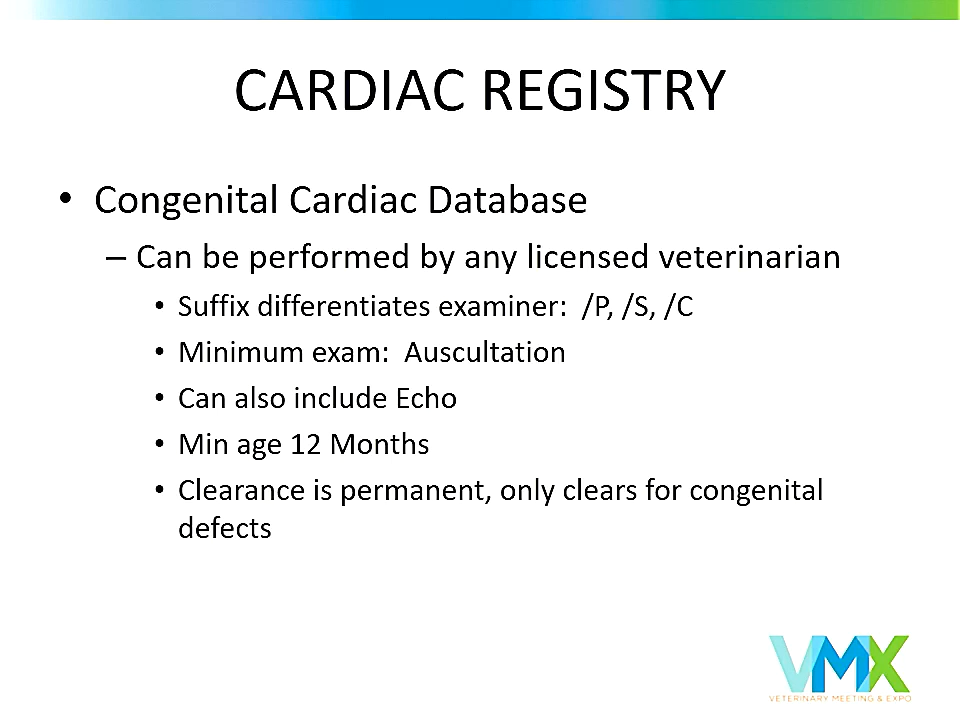 CARDIAC REGISTRY
• Congenital Cardiac Database
– Can be performed by any licensed veterinarian
• Suffix differentiates examiner:  /P, /S, /C
• Minimum exam:  Auscultation
• Can also include Echo
• Min age 12 Months
• Clearance is permanent, only clears for congenital
defects
VMX
VETERINARY MEETING & EXPO